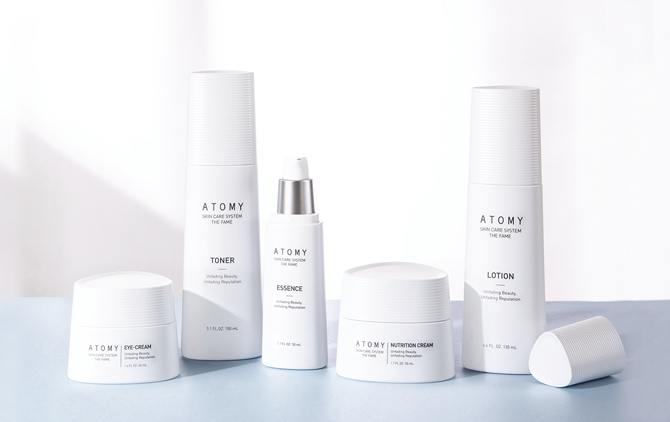 ATOMY
SKIN CARE SYSTEM
THE FAME
TONER
Unfading Beauty,
Unfading Reputation
5.1 FL.OZ. 150 mL
ATOMY
SKIN CARE SYSTEM
THE FAME
ESSENCE
Unfading Beauty,
Unfading Reputation
ATOMY
SKIN CARE SYSTEM
THE FAME
LOTION
Unfading Beauty,
Unfading Reputation
135 mL
ATOMY
SKIN CARE SYSTEM
THE FAME
EYE-CREAM
Unfading Beauty,
Unfading Reputation
ATOMY
SKIN CARE SYSTEM
THE FAME
NUTRITION CREAM
Unfading Beauty,
Unfading Reputation